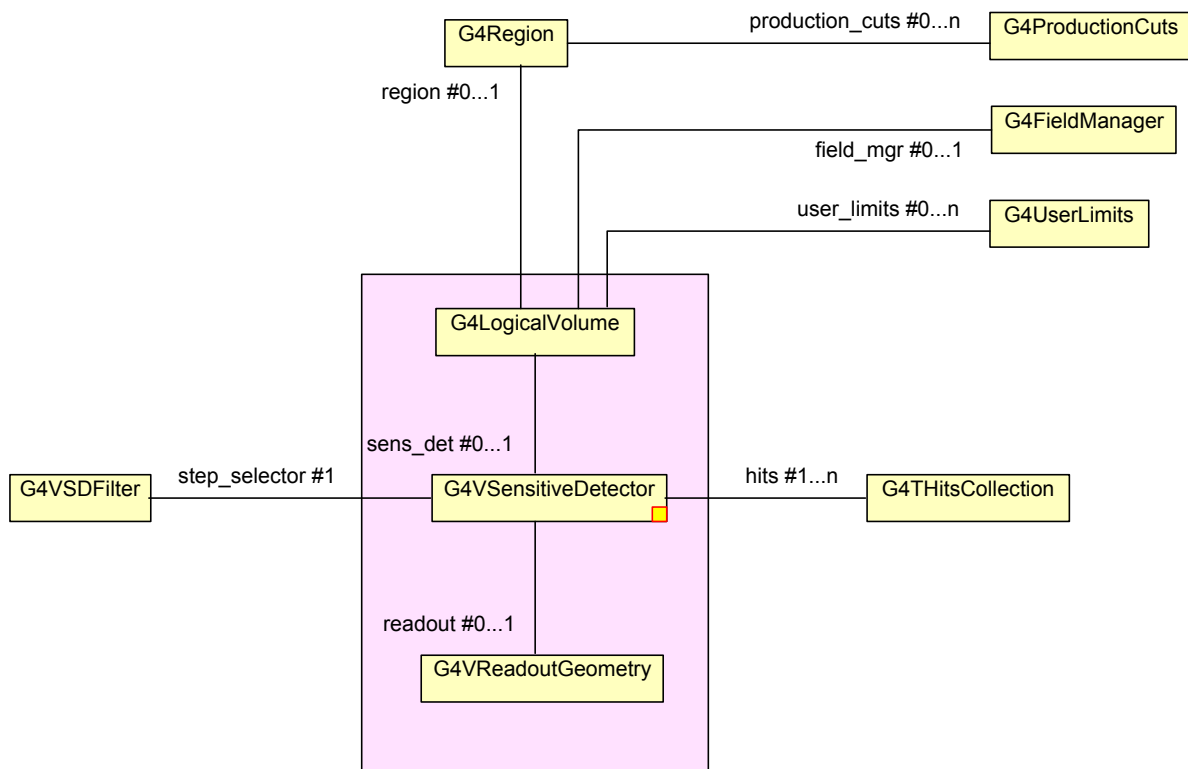 production_cuts #0...n
G4Region
G4ProductionCuts
region #0...1
G4FieldManager
field_mgr #0...1
user_limits #0...n
G4UserLimits
G4LogicalVolume
sens_det #0...1
step_selector #1
hits #1...n
G4VSDFilter
G4VSensitiveDetector
G4THitsCollection
readout #0...1
G4VReadoutGeometry